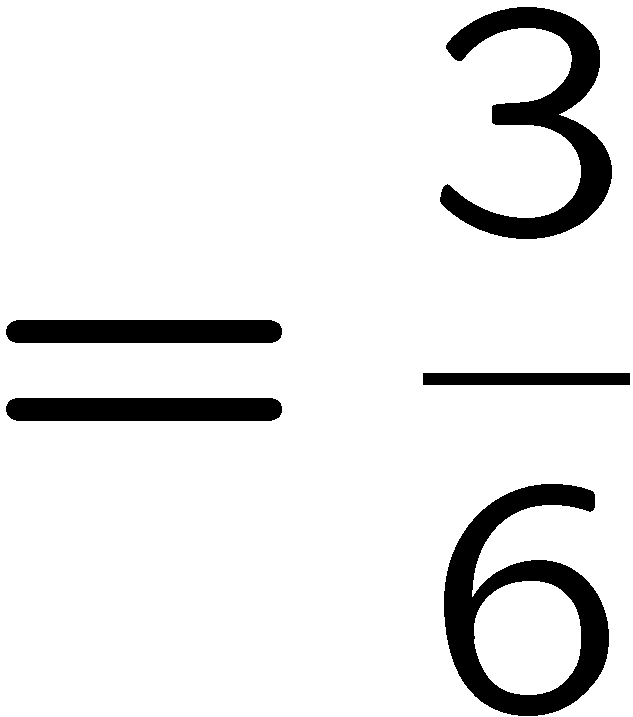 = 3/6